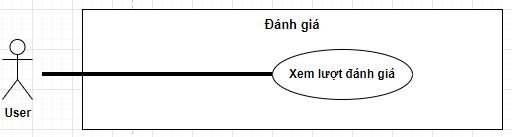 Đánh giá
Xem lượt đánh giá
User